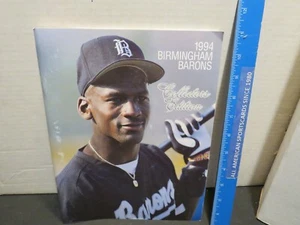 1994
BIRMINGHAM
BARONS
Collectors
Edition
B
Barons
ALL AMERICAN SPORTSCARDS SINCE 1980